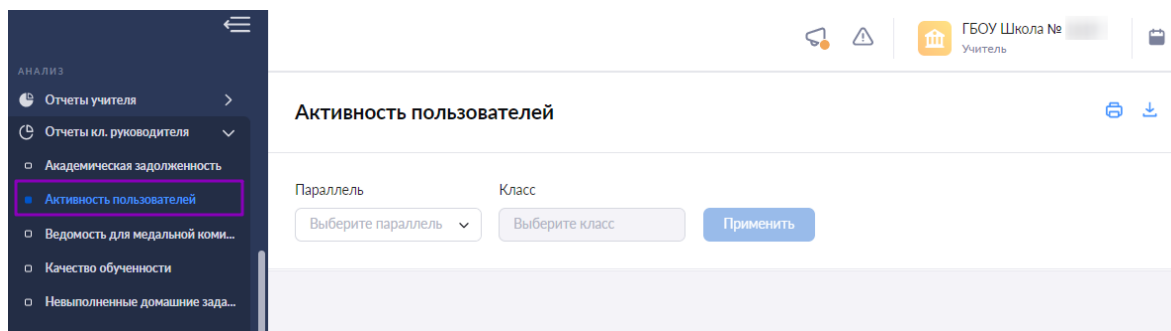 АНАЛИЗ
Отчеты учителя
Отчеты кл. руководителя
Академическая задолженность
Активность пользователей
Ведомость для медальной коми...
Качество обученности
Невыполненные домашние зада...
ГБОУ Школа №
Учитель
Активность пользователей
Параллель Класс
Выберите параллель Выберите класс Применить